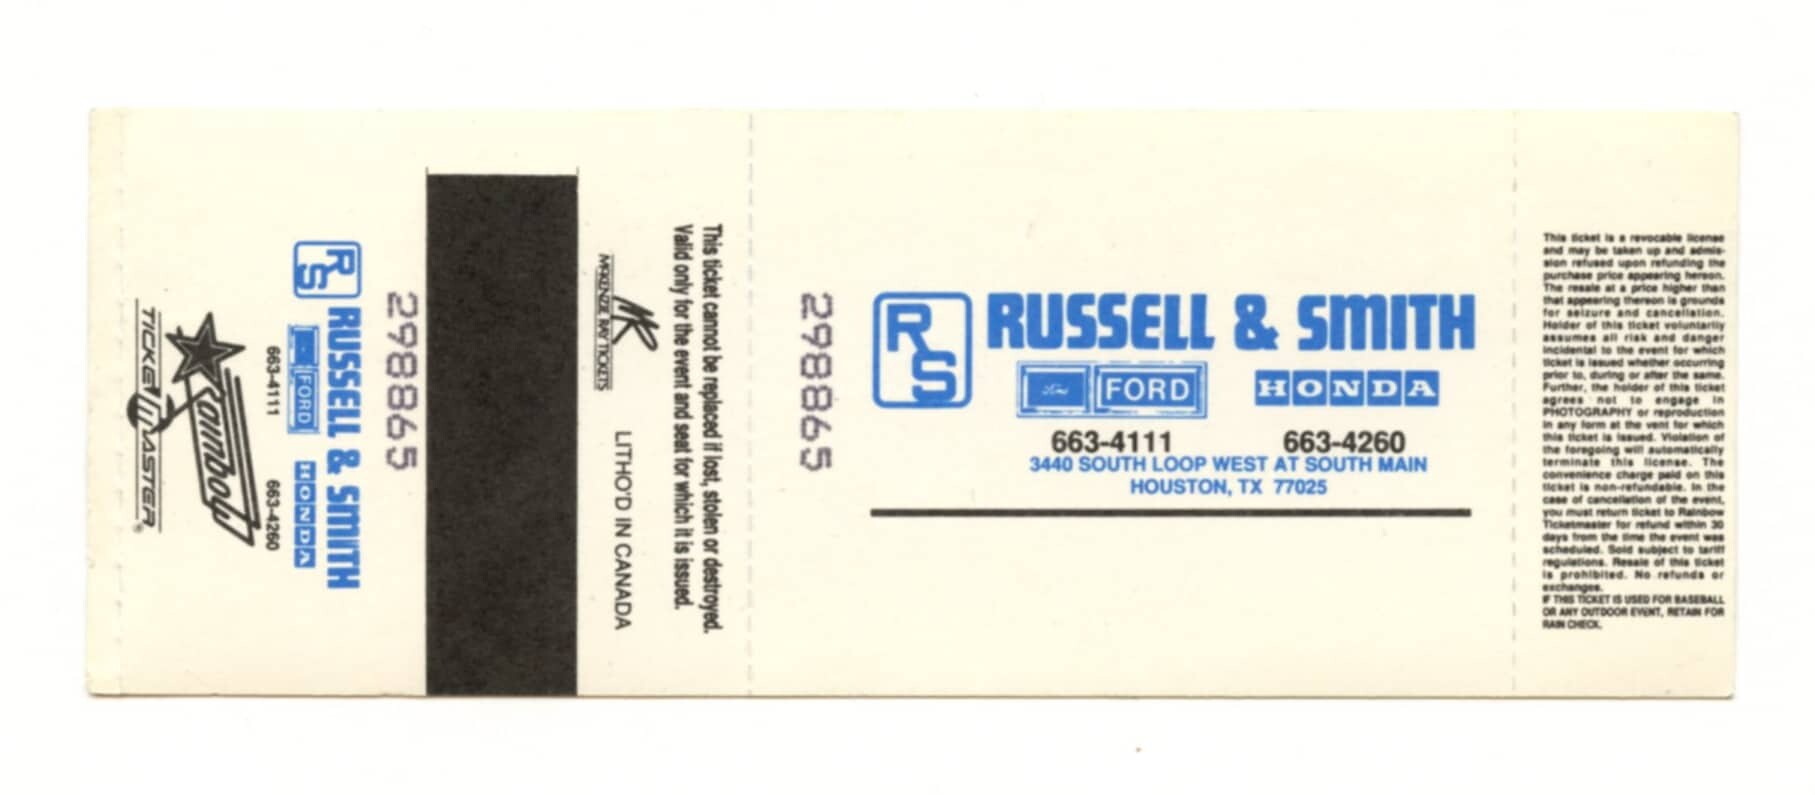 TICKETMASTER®
Rainbow
663-4111 663-4260
RS FORD HONDA
RUSSELL & SMITH
298865
McKENZIE RAY TICKETS
LITHO'D IN CANADA
This ticket cannot be replaced if lost, stolen or destroyed.
Valid only for the event and seat for which it is issued.
298865
RS
RUSSELL & SMITH
Ford FORD HONDA
663-4111 663-4260
3440 SOUTH LOOP WEST AT SOUTH MAIN
HOUSTON, TX 77025
This ticket is a revocable license
and may be taken up and admis-
sion refused upon refunding the
purchase price appearing hereon.
The resale at a price higher than
that appearing thereon is grounds
for seizure and cancellation.
Holder of this ticket voluntarily
assumes all risk and danger
incidental to the event for which
ticket is issued whether occurring
prior to, during or after the same.
Further, the holder of this ticket
agrees not to engage in
PHOTOGRAPHY or reproduction
in any form at the vent for which
this ticket is issued. Violation of
the foregoing will automatically
terminate this license. The
convenience charge paid on this
ticket is non-refundable. In the
case of cancellation of the event,
you must return ticket to Rainbow
Ticketmaster for refund within 30
days from the time the event was
scheduled. Sold subject to tariff
regulations. Resale of this ticket
is prohibited. No refunds or
exchanges.
IF THIS TICKET IS USED FOR BASEBALL
OR ANY OUTDOOR EVENT, RETAIN FOR
RAIN CHECK.